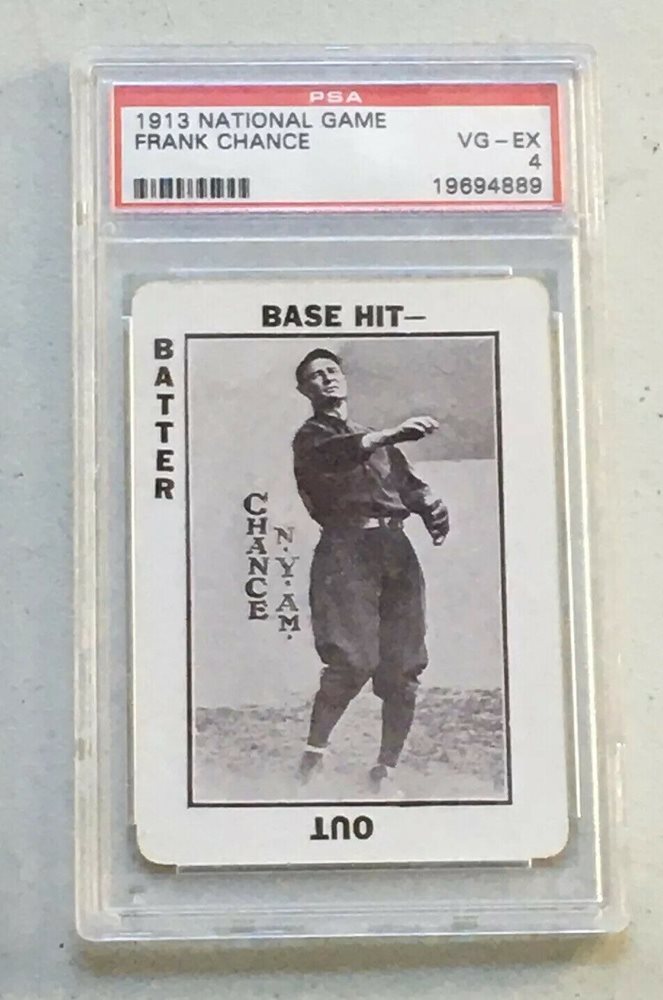 PSA
1913 NATIONAL GAME
FRANK CHANCE
VG-EX
4
19694889
BASE HIT—
BATTER
CHANCE
N.Y. AM.
OUT